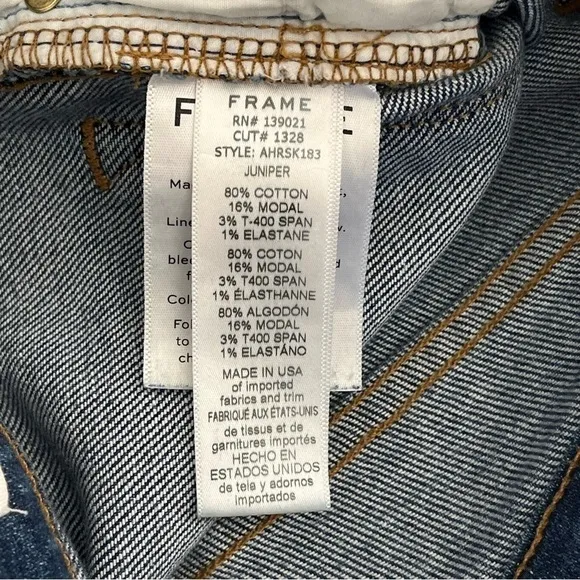 FRAME
RN# 139021
CUT# 1328
STYLE: AHRSK183
JUNIPER
80% COTTON
16% MODAL
3% T-400 SPAN
1% ELASTANE
80% COTON
16% MODAL
3% T400 SPAN
1% ÉLASTHANNE
80% ALGODÓN
16% MODAL
3% T400 SPAN
1% ELASTÁNO
MADE IN USA
of imported
fabrics and trim
FABRIQUÉ AUX ÉTATS-UNIS
de tissus et de
garnitures importés
HECHO EN
ESTADOS UNIDOS
de tela y adornos
importados